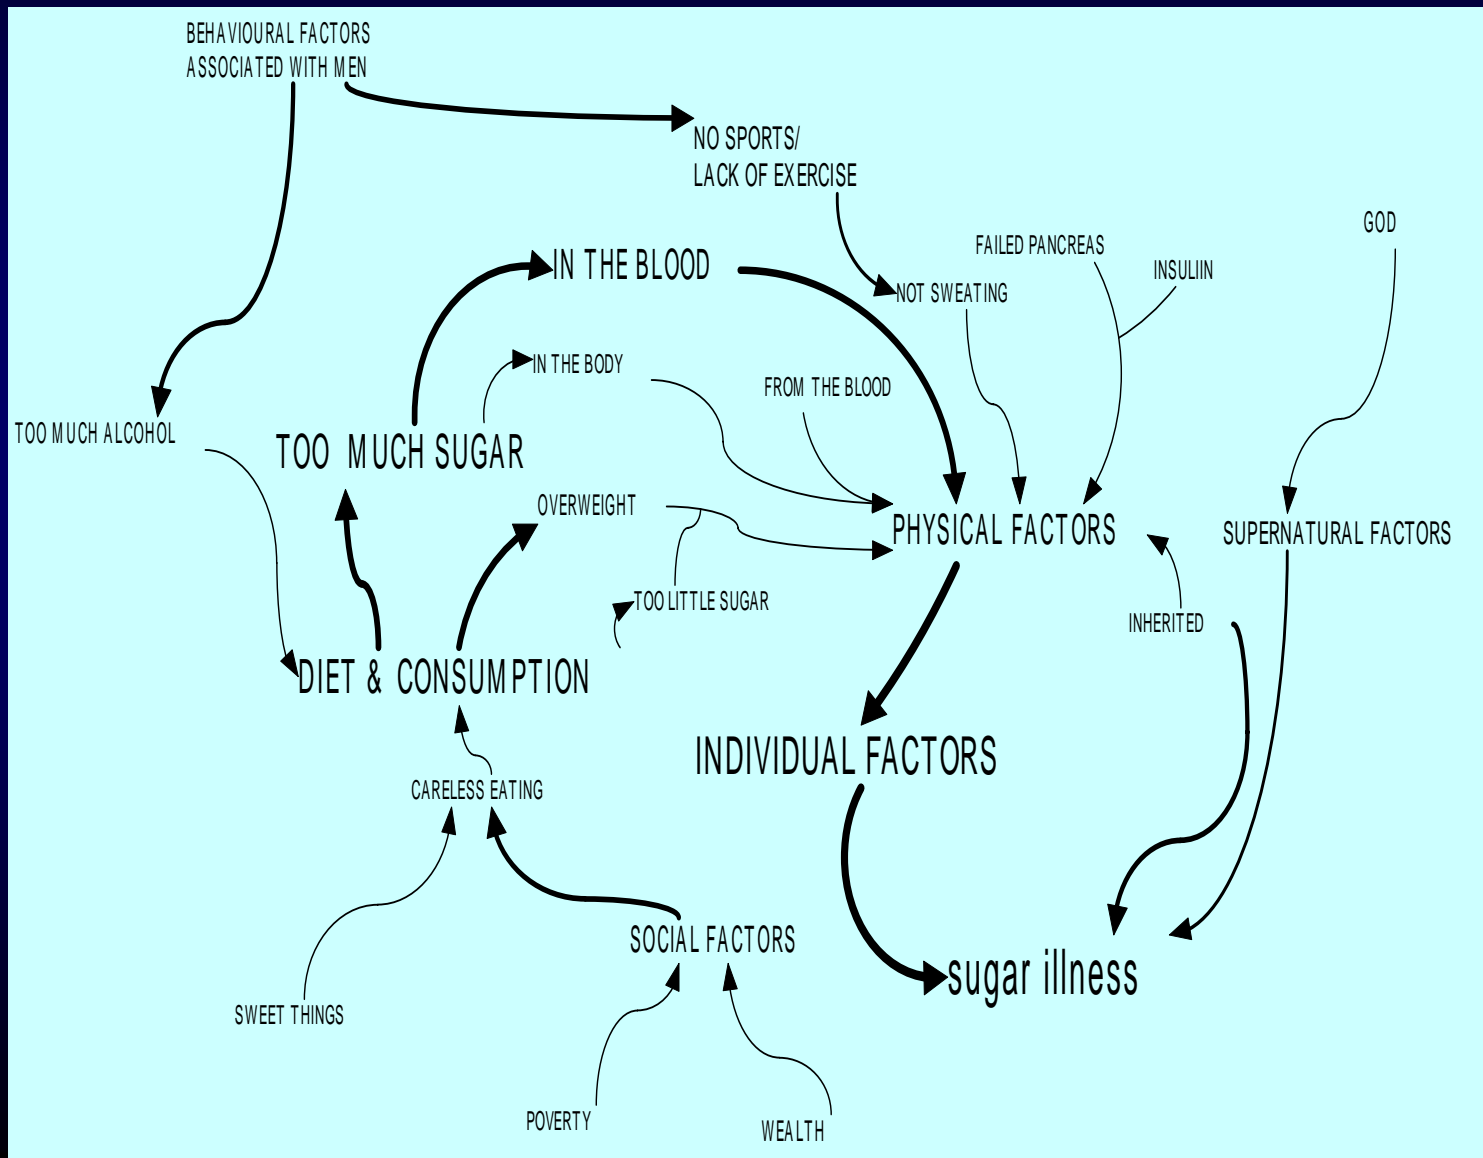 BEHAVIOURAL FACTORS
ASSOCIATED WITH MEN
NO SPORTS/
LACK OF EXERCISE
GOD
FAILED PANCREAS
IN THE BLOOD
INSULIIN
NOT SWEATING
IN THE BODY
FROM THE BLOOD
TOO MUCH ALCOHOL
TOO MUCH SUGAR
OVERWEIGHT
PHYSICAL FACTORS
SUPERNATURAL FACTORS
TOO LITTLE SUGAR
INHERITED
DIET & CONSUMPTION
INDIVIDUAL FACTORS
CARELESS EATING
SOCIAL FACTORS
sugar illness
SWEET THINGS
POVERTY
WEALTH